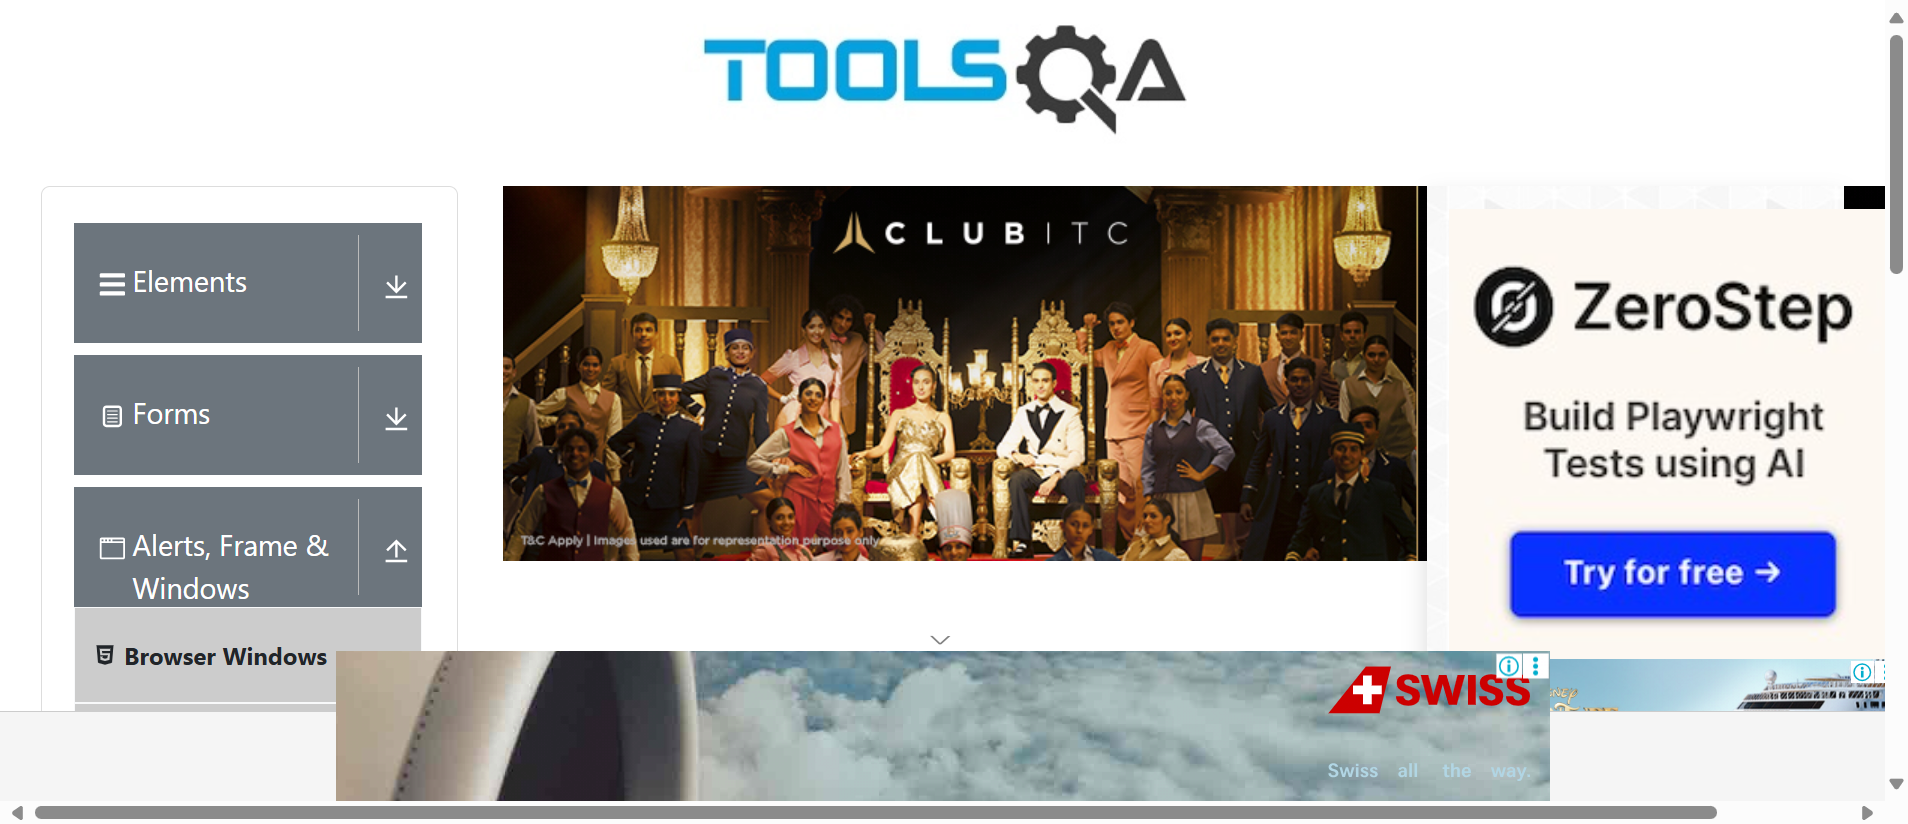 TOOLSQA
Elements
Forms
Alerts, Frame &
Windows
Browser Windows
CLUB ITC
T&C Apply | Images used are for representation purpose only.
ZeroStep
Build Playwright
Tests using AI
Try for free →
SWISS
Swiss all the way.